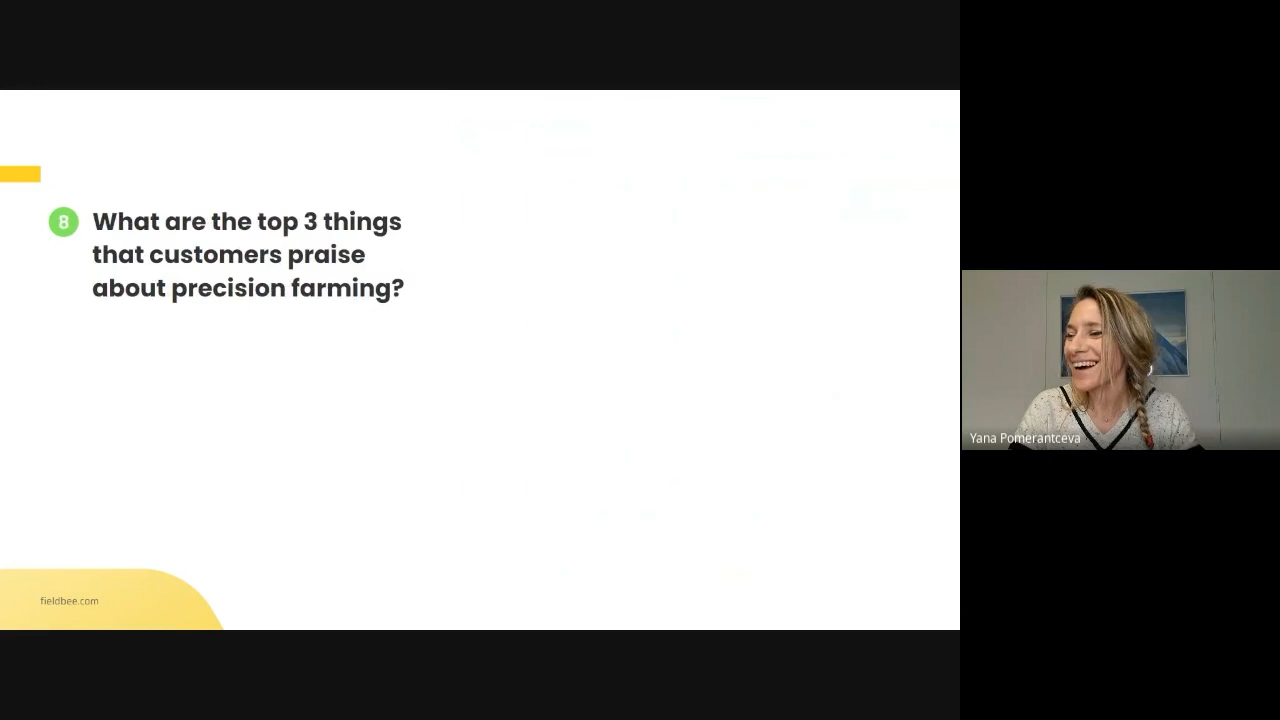 8 What are the top 3 things
that customers praise
about precision farming?
Yana Pomerantceva
fieldbee.com